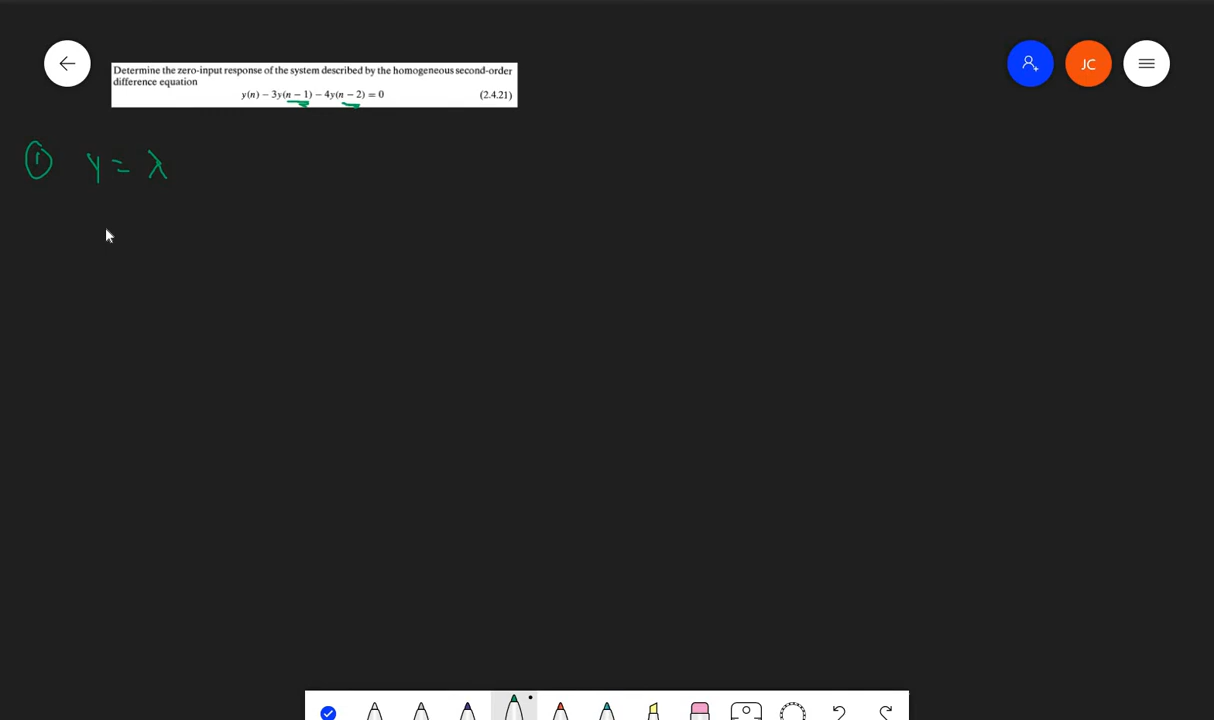 Determine the zero-input response of the system described by the homogeneous second-order
difference equation
y(n) − 3y(n − 1) − 4y(n − 2) = 0 (2.4.21)
① y = λ
JC